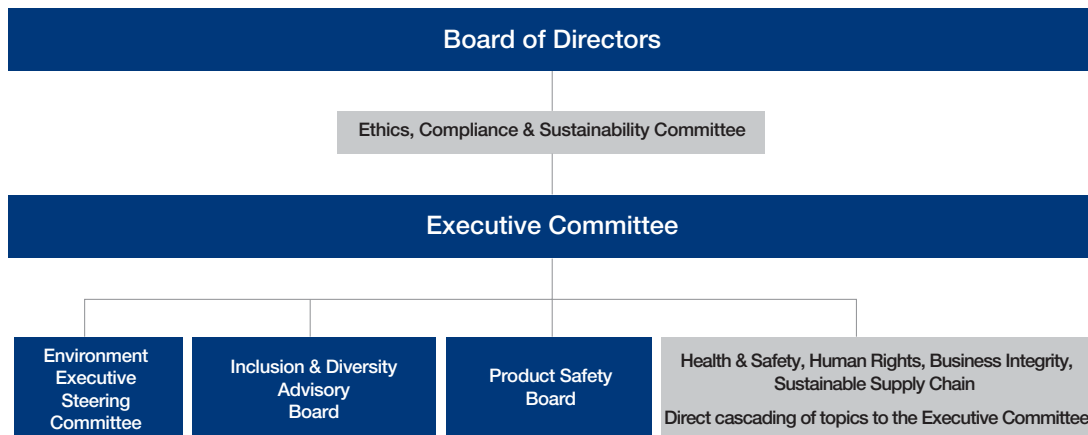 Board of Directors
Ethics, Compliance & Sustainability Committee
Executive Committee
Environment
Executive
Steering
Committee
Inclusion & Diversity
Advisory
Board
Product Safety
Board
Health & Safety, Human Rights, Business Integrity,
Sustainable Supply Chain
Direct cascading of topics to the Executive Committee